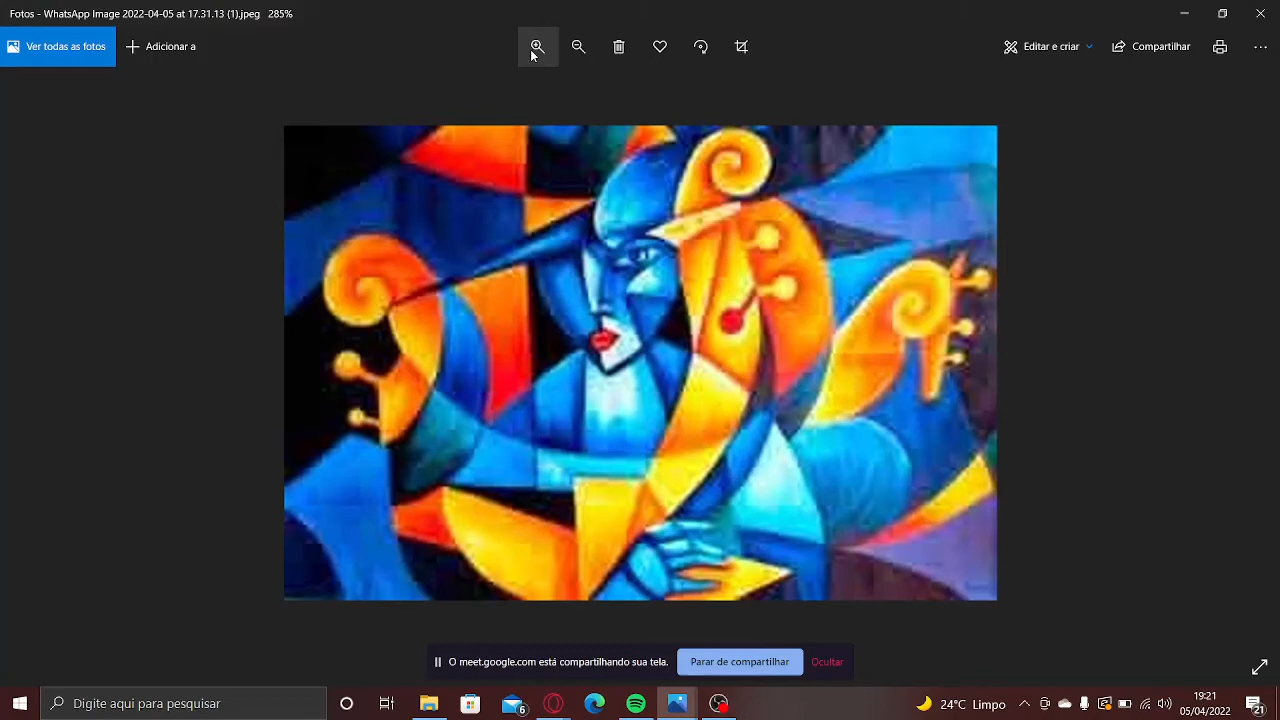 Fotos - WhatsApp Image 2022-04-05 at 17.31.13 (1).jpeg 285%
Ver todas as fotos Adicionar a Editar e criar Compartilhar
O meet.google.com está compartilhando sua tela. Parar de compartilhar Ocultar
Digite aqui para pesquisar 6 24°C Limpo 19:21
05/04/2022 21